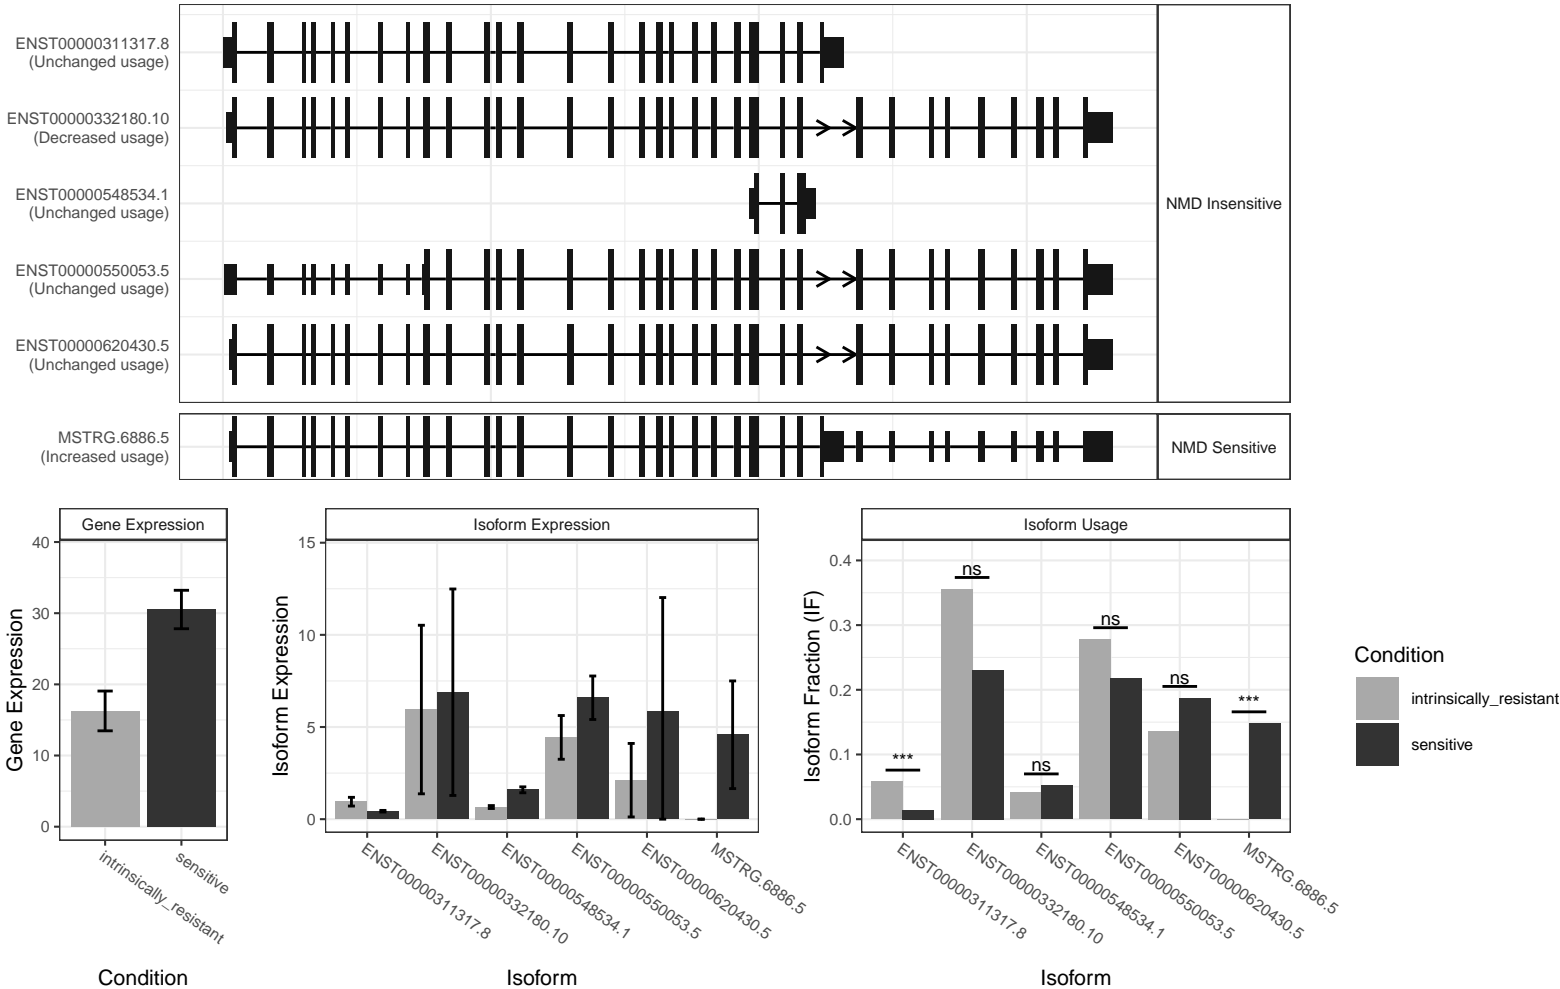 ENST00000311317.8
(Unchanged usage)
ENST00000332180.10
(Decreased usage)
ENST00000548534.1
(Unchanged usage)
ENST00000550053.5
(Unchanged usage)
ENST00000620430.5
(Unchanged usage)
NMD Insensitive
MSTRG.6886.5
(Increased usage)
NMD Sensitive
Gene Expression
Gene Expression
40
30
20
10
0
intrinsically_resistant
sensitive
Condition
Isoform Expression
Isoform Expression
15
10
5
0
ENST00000311317.8
ENST00000332180.10
ENST00000548534.1
ENST00000550053.5
ENST00000620430.5
MSTRG.6886.5
Isoform
Isoform Usage
Isoform Fraction (IF)
0.4
0.3
0.2
0.1
0.0
***
ns
ns
ns
ns
***
ENST00000311317.8
ENST00000332180.10
ENST00000548534.1
ENST00000550053.5
ENST00000620430.5
MSTRG.6886.5
Isoform
Condition
intrinsically_resistant
sensitive